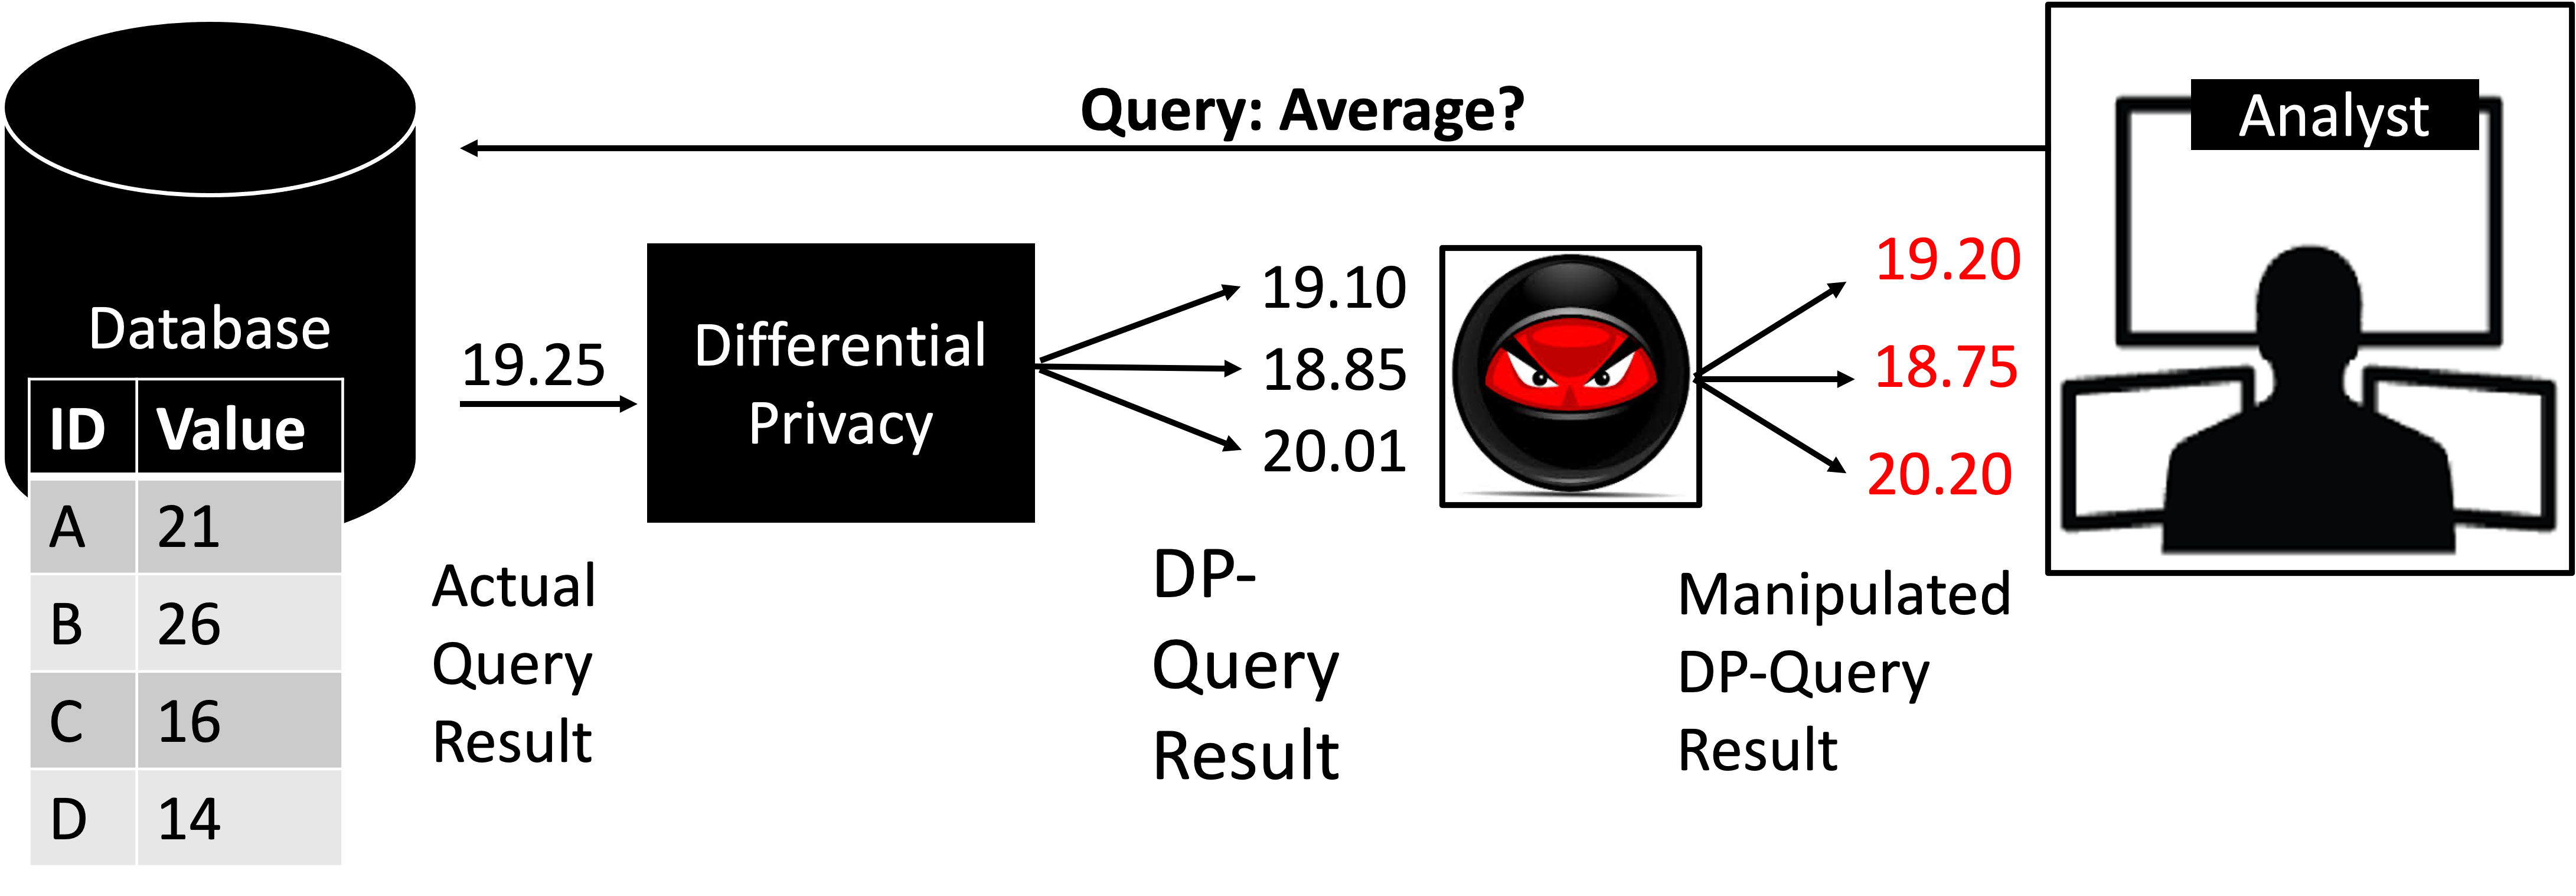 Query: Average?
Analyst
Database
ID Value
A 21
B 26
C 16
D 14
19.25
Actual
Query
Result
Differential
Privacy
19.10
18.85
20.01
DP-
Query
Result
19.20
18.75
20.20
Manipulated
DP-Query
Result